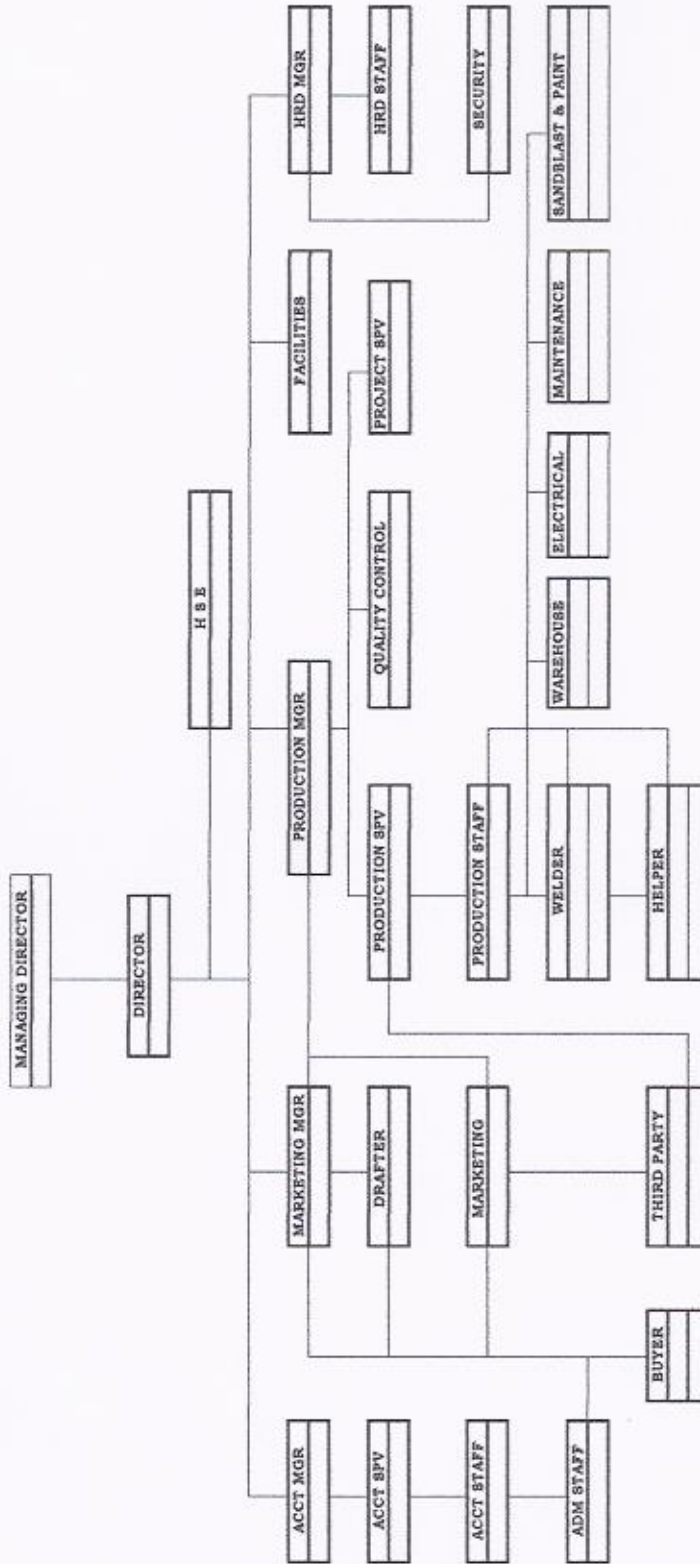 MANAGING DIRECTOR
DIRECTOR
H S E
ACCT MGR
MARKETING MGR
PRODUCTION MGR
FACILITIES
HRD MGR
ACCT SPV
DRAFTER
PRODUCTION SPV
QUALITY CONTROL
PROJECT SPV
HRD STAFF
ACCT STAFF
MARKETING
PRODUCTION STAFF
SECURITY
ADM STAFF
WELDER
WAREHOUSE
ELECTRICAL
MAINTENANCE
SANDBLAST & PAINT
BUYER
THIRD PARTY
HELPER